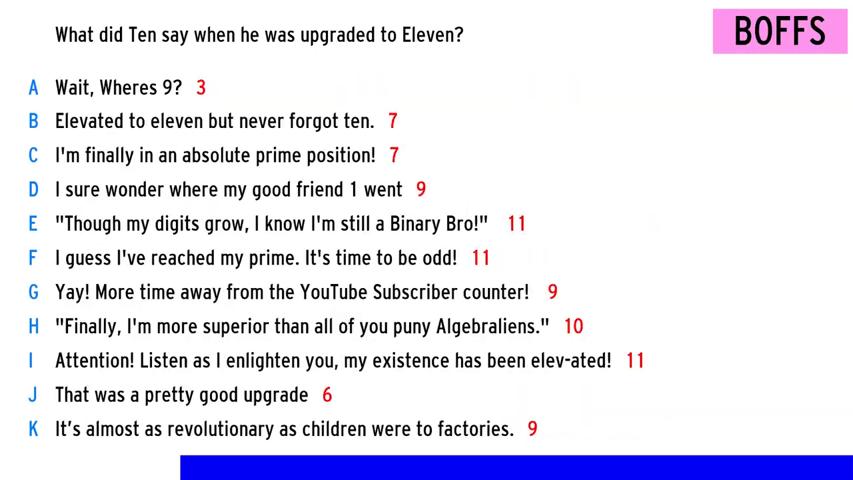 What did Ten say when he was upgraded to Eleven?
BOFFS
A Wait, Wheres 9? 3
B Elevated to eleven but never forgot ten. 7
C I'm finally in an absolute prime position! 7
D I sure wonder where my good friend 1 went 9
E "Though my digits grow, I know I'm still a Binary Bro!" 11
F I guess I've reached my prime. It's time to be odd! 11
G Yay! More time away from the YouTube Subscriber counter! 9
H "Finally, I'm more superior than all of you puny Algebraliens." 10
I Attention! Listen as I enlighten you, my existence has been elev-ated! 11
J That was a pretty good upgrade 6
K It's almost as revolutionary as children were to factories. 9